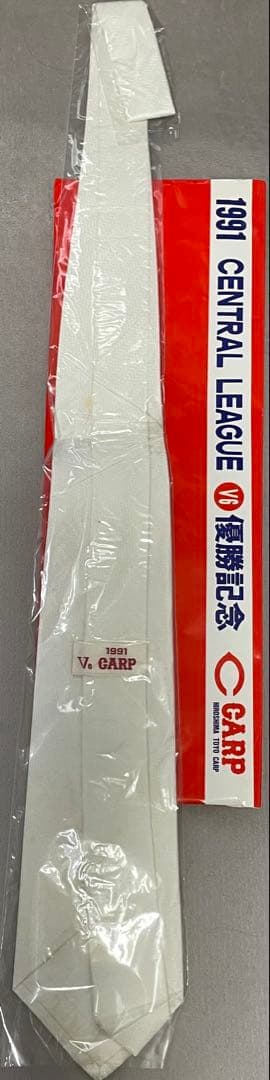 1991 CENTRAL LEAGUE V6 優勝記念
C CARP
HIROSHIMA TOYO CARP
1991
V6 CARP